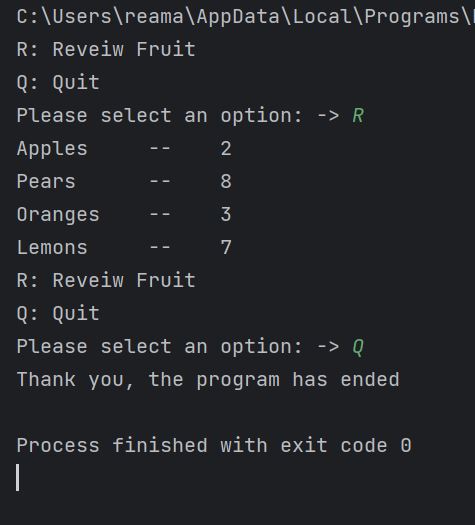 C:\Users\reama\AppData\Local\Programs\
R: Reveiw Fruit
Q: Quit
Please select an option: -> R
Apples    --    2
Pears     --    8
Oranges   --    3
Lemons    --    7
R: Reveiw Fruit
Q: Quit
Please select an option: -> Q
Thank you, the program has ended
Process finished with exit code 0